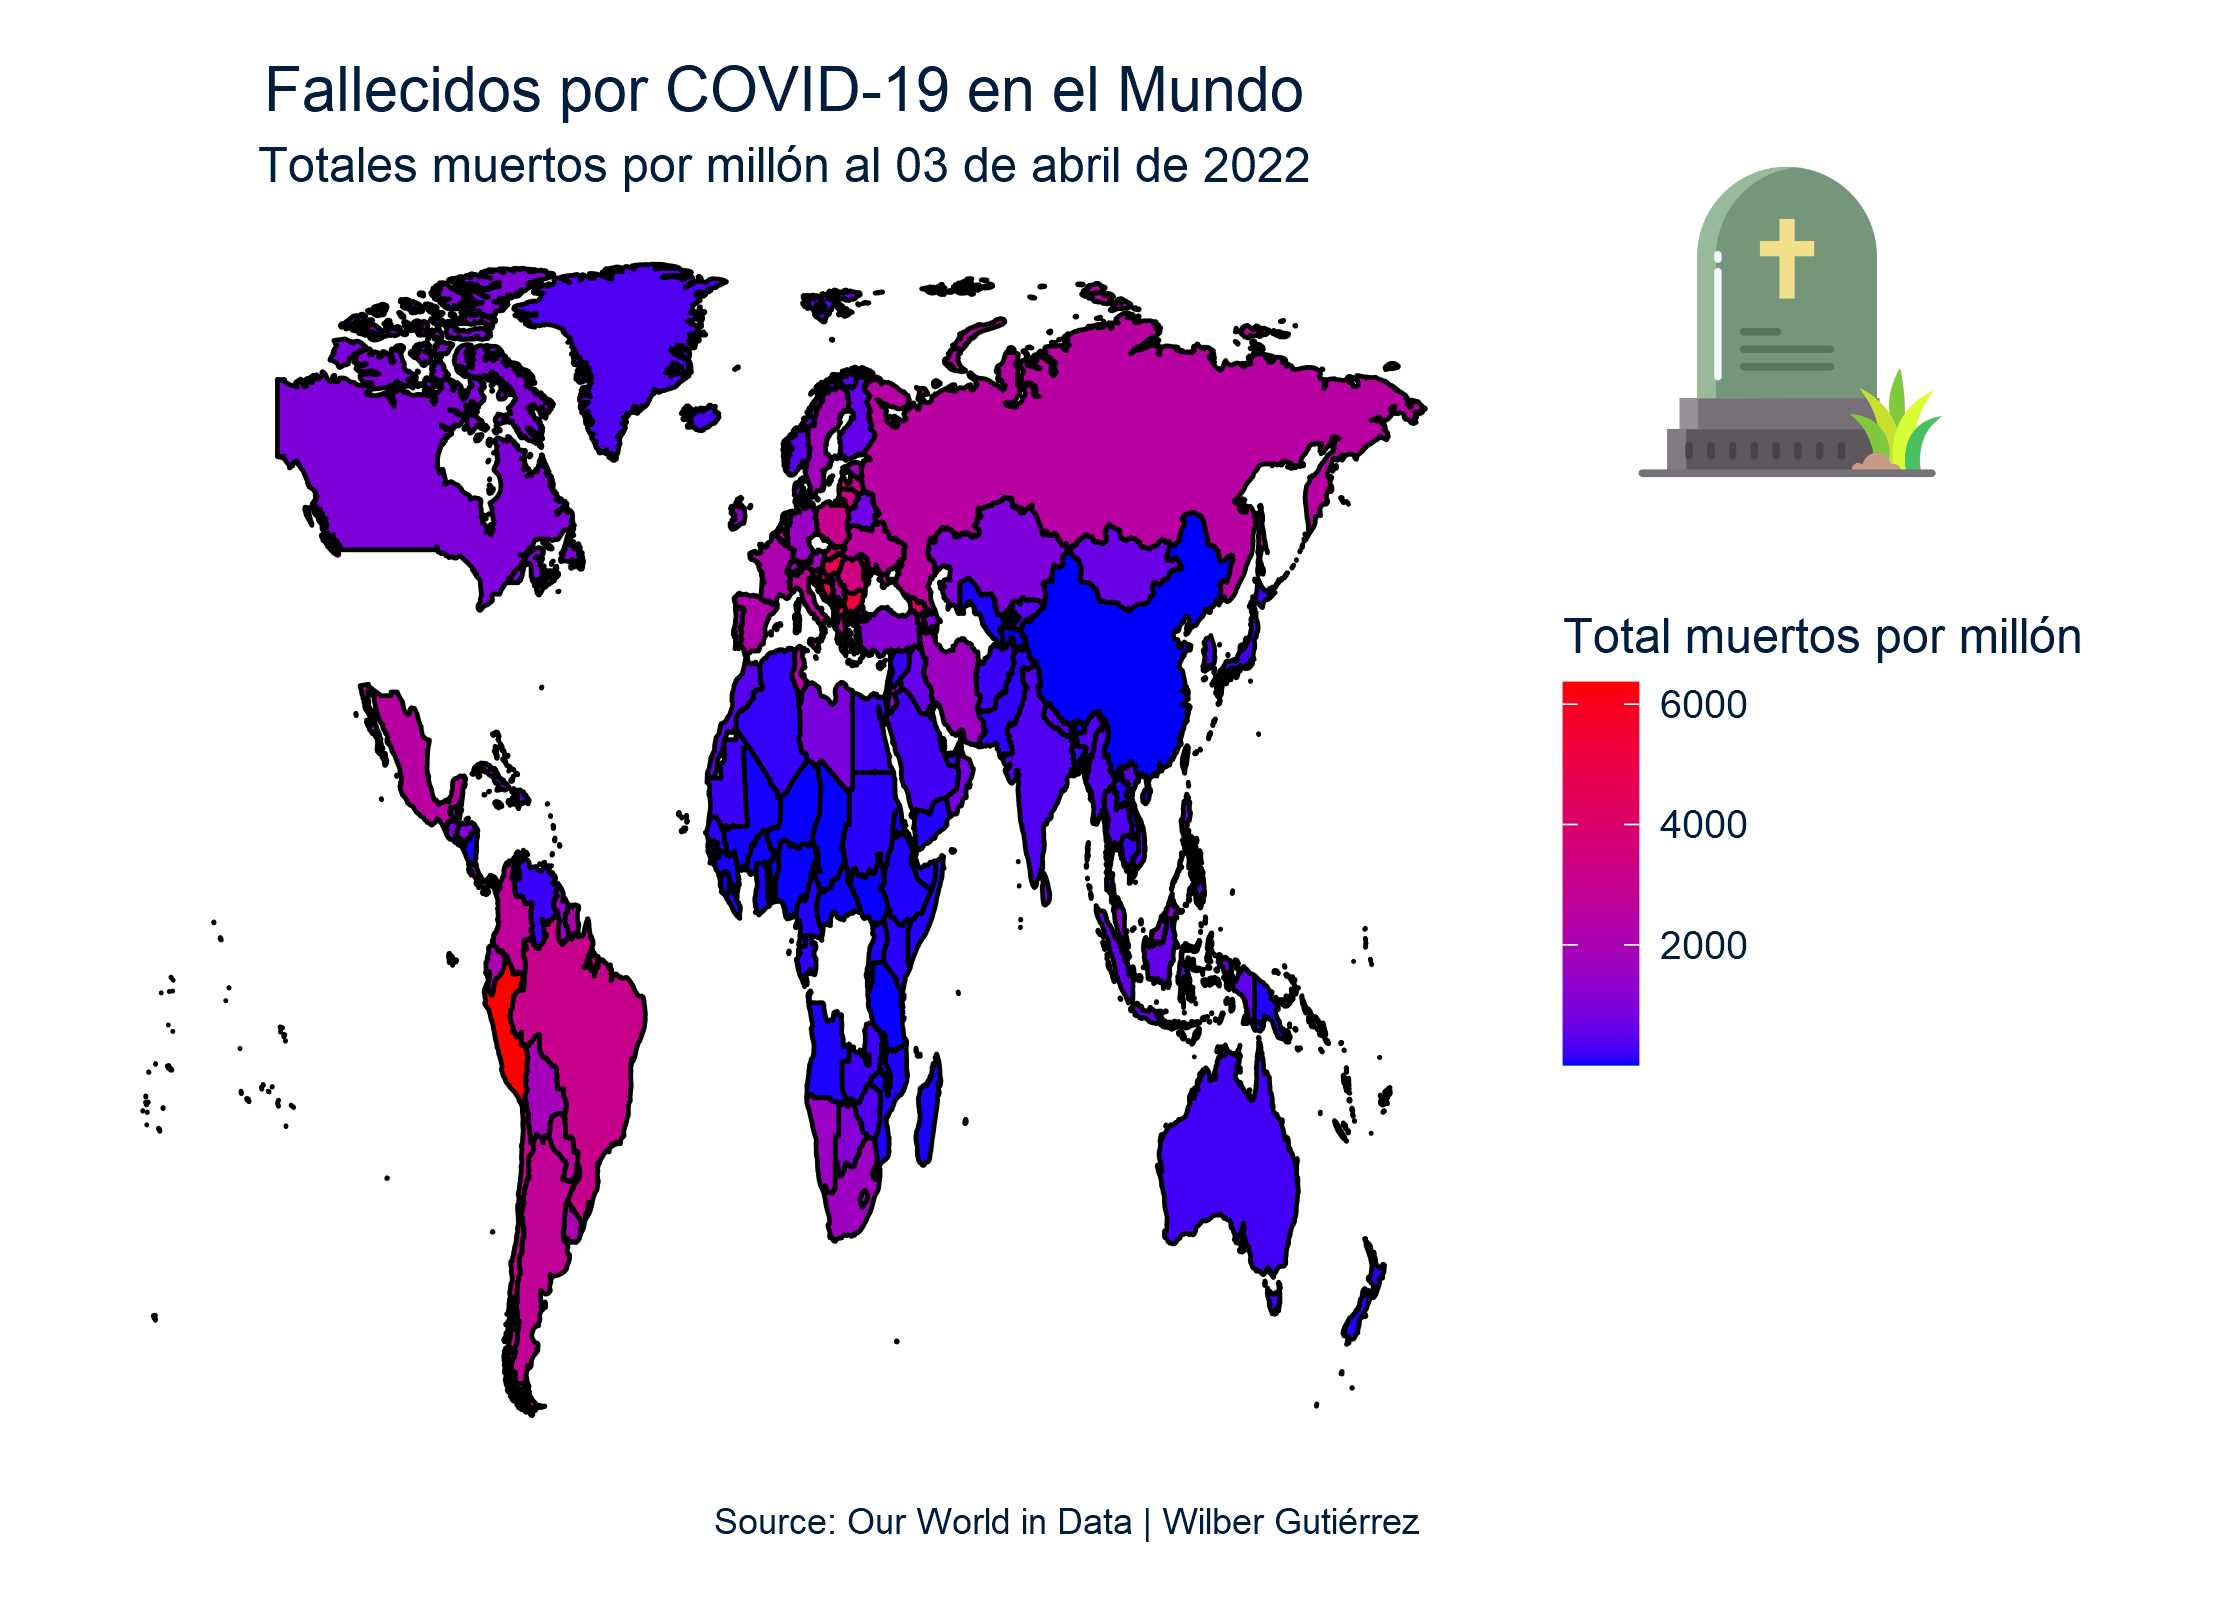 Fallecidos por COVID-19 en el Mundo
Totales muertos por millón al 03 de abril de 2022
Total muertos por millón
6000
4000
2000
Source: Our World in Data | Wilber Gutiérrez